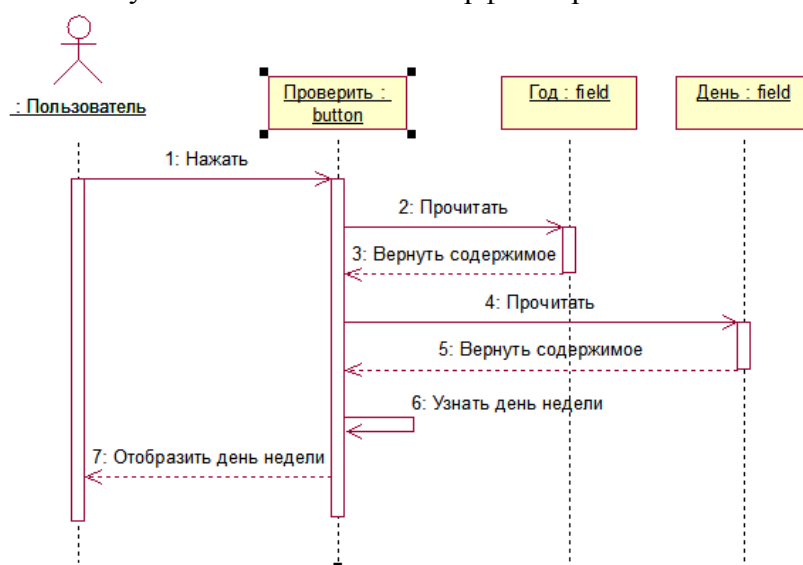 : Пользователь
Проверить :
button
Год : field
День : field
1: Нажать
2: Прочитать
3: Вернуть содержимое
4: Прочитать
5: Вернуть содержимое
6: Узнать день недели
7: Отобразить день недели